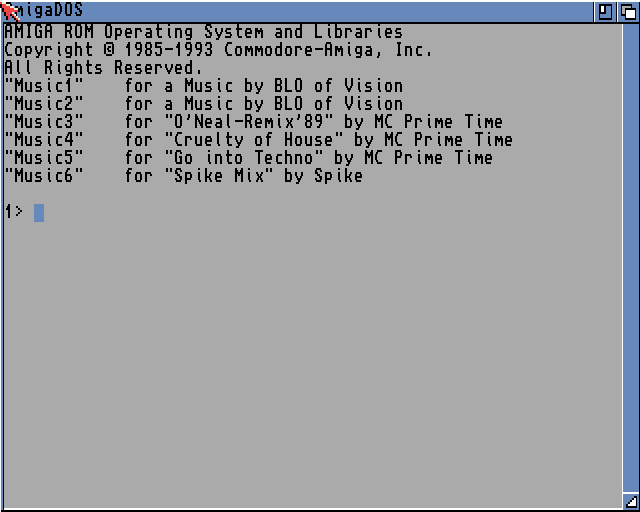 migaDOS
AMIGA ROM Operating System and Libraries
Copyright © 1985-1993 Commodore-Amiga, Inc.
All Rights Reserved.
"Music1"    for a Music by BLO of Vision
"Music2"    for a Music by BLO of Vision
"Music3"    for "O'Neal-Remix'89" by MC Prime Time
"Music4"    for "Cruelty of House" by MC Prime Time
"Music5"    for "Go into Techno" by MC Prime Time
"Music6"    for "Spike Mix" by Spike
1>